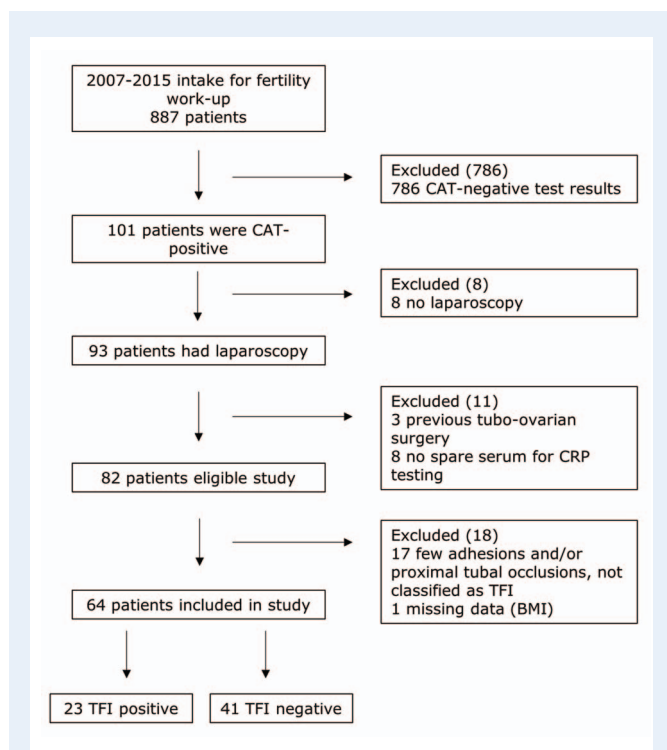 2007-2015 intake for fertility
work-up
887 patients
Excluded (786)
786 CAT-negative test results
101 patients were CAT-
positive
Excluded (8)
8 no laparoscopy
93 patients had laparoscopy
Excluded (11)
3 previous tubo-ovarian
surgery
8 no spare serum for CRP
testing
82 patients eligible study
Excluded (18)
17 few adhesions and/or
proximal tubal occlusions, not
classified as TFI
1 missing data (BMI)
64 patients included in study
23 TFI positive
41 TFI negative